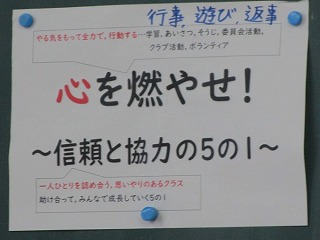 行事、遊び、返事
やる気をもって全力で、行動する…学習、あいさつ、そうじ、委員会活動、
クラブ活動、ボランティア
心を燃やせ！
～信頼と協力の5の1～
一人ひとりを認め合う、思いやりのあるクラス
助け合って、みんなで成長していく5の1